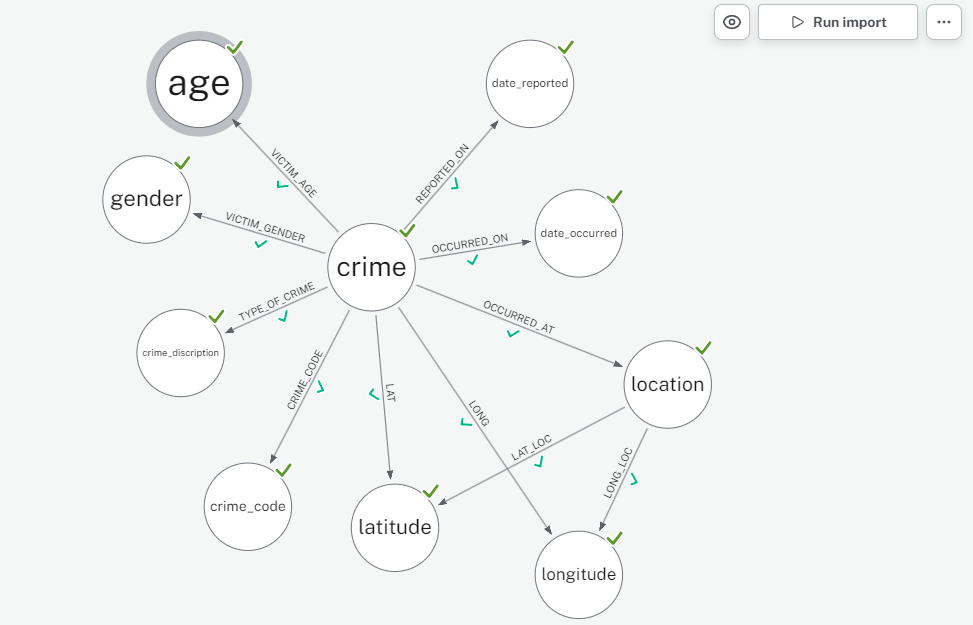 Run import
age
date_reported
VICTIM_AGE
REPORTED_ON
gender
VICTIM_GENDER
OCCURRED_ON
date_occurred
crime
TYPE_OF_CRIME
OCCURRED_AT
crime_discription
CRIME_CODE
LAT
LONG
location
LAT_LOC
LONG_LOC
crime_code
latitude
longitude